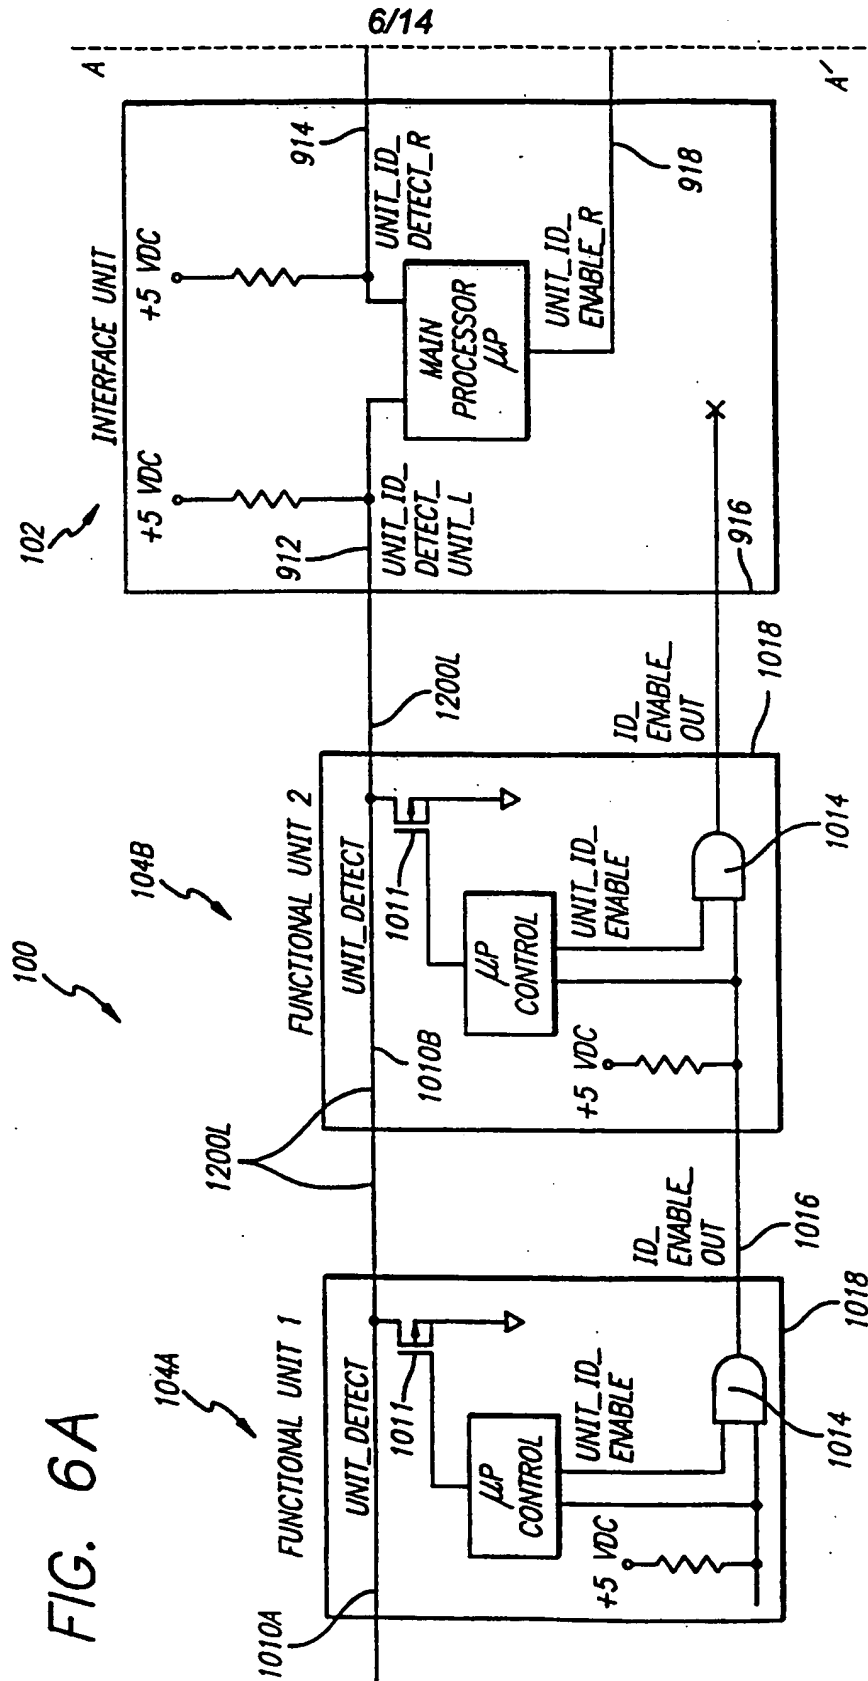 6/14
FIG. 6A
100
104A
FUNCTIONAL UNIT 1
UNIT_DETECT
1010A
1011
μP
CONTROL
UNIT_ID_
ENABLE
+5 VDC
1014
1018
ID_
ENABLE_
OUT
1016
1200L
104B
FUNCTIONAL UNIT 2
UNIT_DETECT
1010B
1011
μP
CONTROL
UNIT_ID_
ENABLE
+5 VDC
1014
1018
ID_
ENABLE_
OUT
1200L
102
INTERFACE UNIT
+5 VDC
+5 VDC
912
UNIT_ID_
DETECT_
UNIT_L
914
UNIT_ID_
DETECT_R
MAIN
PROCESSOR
μP
UNIT_ID_
ENABLE_R
916
918
A
A′